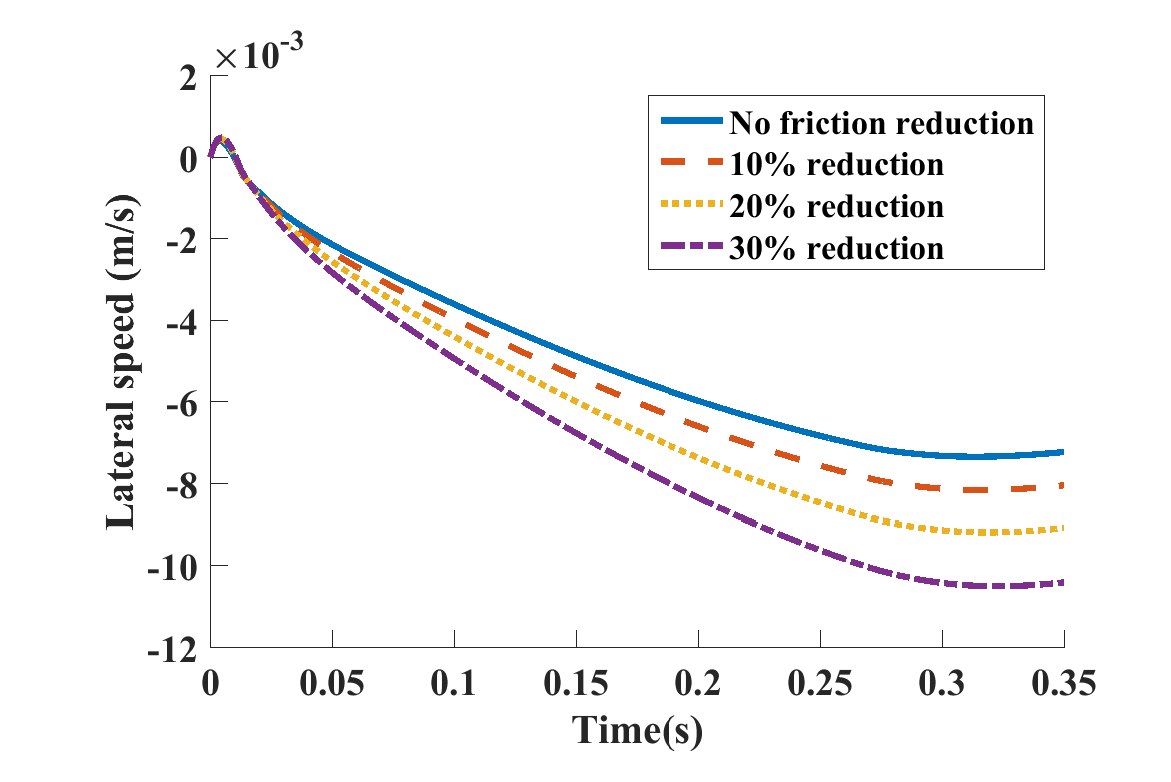 ×10-3
2
0
-2
-4
-6
-8
-10
-12
Lateral speed (m/s)
No friction reduction
10% reduction
20% reduction
30% reduction
0 0.05 0.1 0.15 0.2 0.25 0.3 0.35
Time(s)